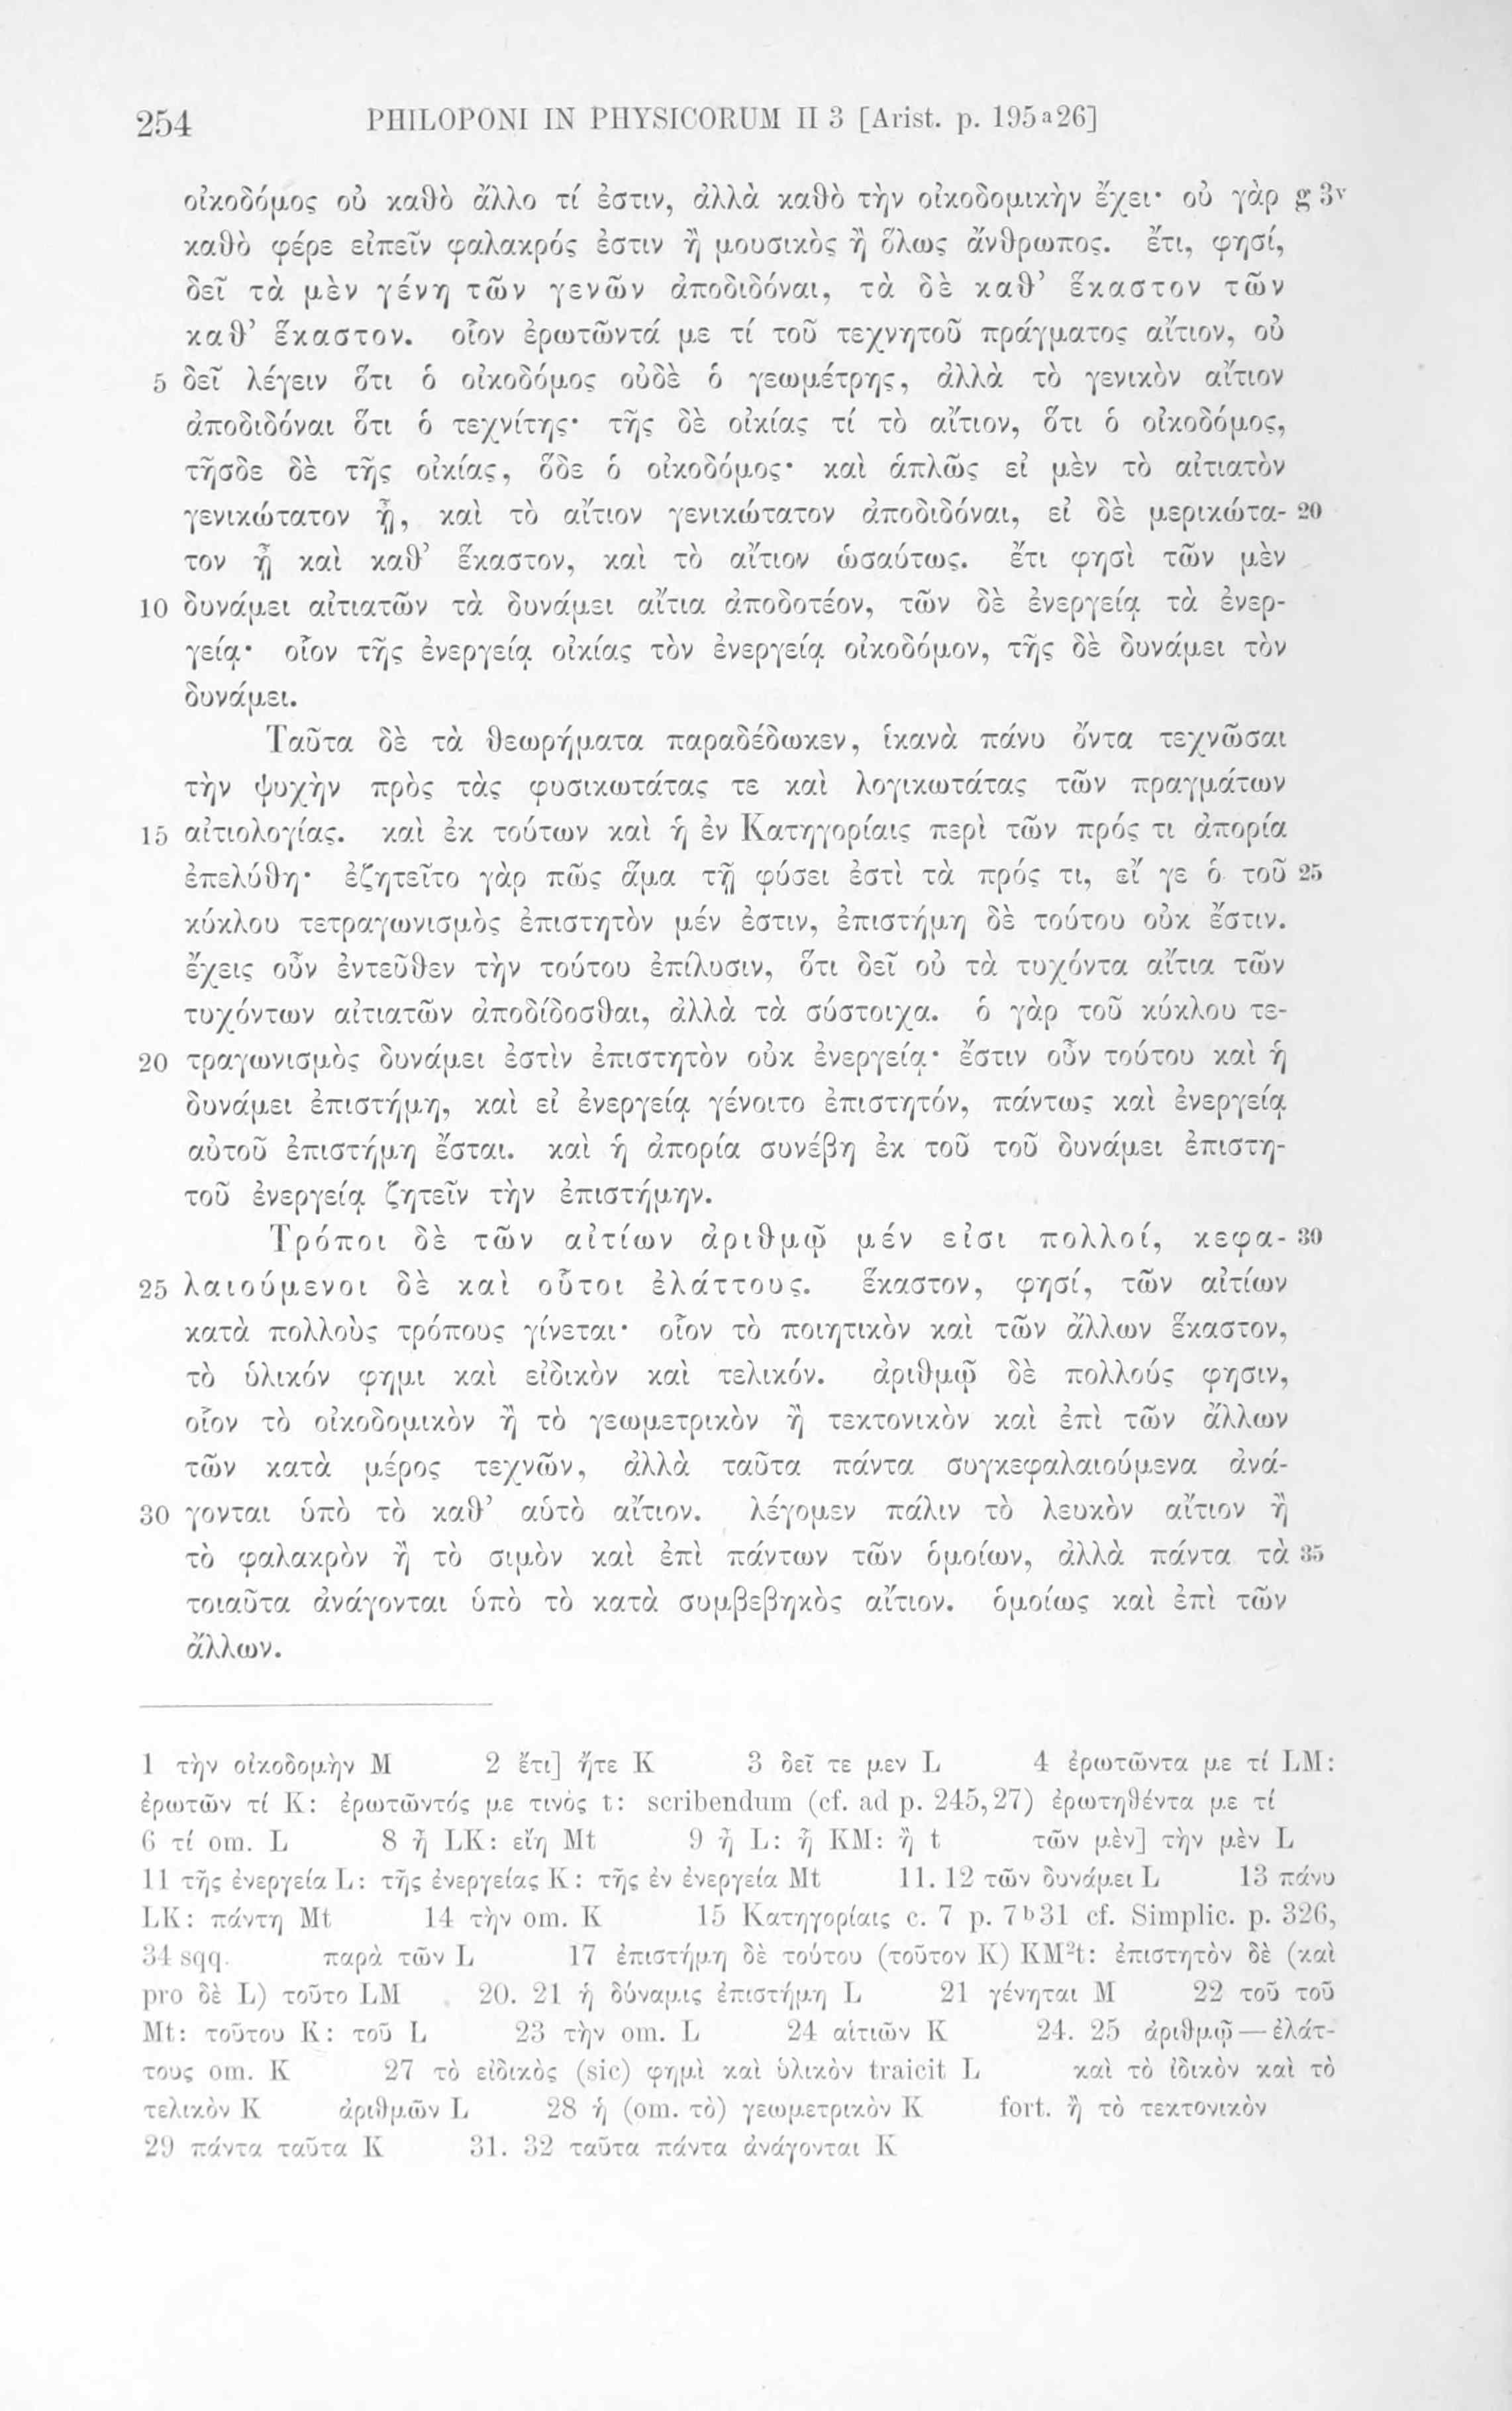 254 PHILOPONI IN PHYSICORUM II 3 [Arist. p. 195a26]
οἰκοδόμος οὐ καθὸ ἄλλο τί ἐστιν, ἀλλὰ καθὸ τὴν οἰκοδομικὴν ἔχει· οὐ γὰρ g 3v
καθὸ φέρε εἰπεῖν φαλακρός ἐστιν ἢ μουσικὸς ἢ ὅλως ἄνθρωπος. ἔτι, φησί,
δεῖ τὰ μὲν γένη τῶν γενῶν ἀποδιδόναι, τὰ δὲ καθ’ ἕκαστον τῶν
καθ’ ἕκαστον. οἷον ἐρωτῶντά με τί τοῦ τεχνητοῦ πράγματος αἴτιον, οὐ
5 δεῖ λέγειν ὅτι ὁ οἰκοδόμος οὐδὲ ὁ γεωμέτρης, ἀλλὰ τὸ γενικὸν αἴτιον
ἀποδιδόναι ὅτι ὁ τεχνίτης· τῆς δὲ οἰκίας τί τὸ αἴτιον, ὅτι ὁ οἰκοδόμος,
τῆσδε δὲ τῆς οἰκίας, ὅδε ὁ οἰκοδόμος· καὶ ἁπλῶς εἰ μὲν τὸ αἰτιατὸν
γενικώτατον ᾖ, καὶ τὸ αἴτιον γενικώτατον ἀποδιδόναι, εἰ δὲ μερικώτα- 20
τον ᾖ καὶ καθ’ ἕκαστον, καὶ τὸ αἴτιον ὡσαύτως. ἔτι φησὶ τῶν μὲν
10 δυνάμει αἰτιατῶν τὰ δυνάμει αἴτια ἀποδοτέον, τῶν δὲ ἐνεργείᾳ τὰ ἐνερ-
γείᾳ· οἷον τῆς ἐνεργείᾳ οἰκίας τὸν ἐνεργείᾳ οἰκοδόμον, τῆς δὲ δυνάμει τὸν
δυνάμει.
Ταῦτα δὲ τὰ θεωρήματα παραδέδωκεν, ἱκανὰ πάνυ ὄντα τεχνῶσαι
τὴν ψυχὴν πρὸς τὰς φυσικωτάτας τε καὶ λογικωτάτας τῶν πραγμάτων
15 αἰτιολογίας. καὶ ἐκ τούτων καὶ ἡ ἐν Κατηγορίαις περὶ τῶν πρός τι ἀπορία
ἐπελύθη· ἐζητεῖτο γὰρ πῶς ἅμα τῇ φύσει ἐστὶ τὰ πρός τι, εἴ γε ὁ τοῦ 25
κύκλου τετραγωνισμὸς ἐπιστητὸν μέν ἐστιν, ἐπιστήμη δὲ τούτου οὐκ ἔστιν.
ἔχεις οὖν ἐντεῦθεν τὴν τούτου ἐπίλυσιν, ὅτι δεῖ οὐ τὰ τυχόντα αἴτια τῶν
τυχόντων αἰτιατῶν ἀποδίδοσθαι, ἀλλὰ τὰ σύστοιχα. ὁ γὰρ τοῦ κύκλου τε-
20 τραγωνισμὸς δυνάμει ἐστὶν ἐπιστητὸν οὐκ ἐνεργείᾳ· ἔστιν οὖν τούτου καὶ ἡ
δυνάμει ἐπιστήμη, καὶ εἰ ἐνεργείᾳ γένοιτο ἐπιστητόν, πάντως καὶ ἐνεργείᾳ
αὐτοῦ ἐπιστήμη ἔσται. καὶ ἡ ἀπορία συνέβη ἐκ τοῦ τοῦ δυνάμει ἐπιστη-
τοῦ ἐνεργείᾳ ζητεῖν τὴν ἐπιστήμην.
Τρόποι δὲ τῶν αἰτίων ἀριθμῷ μέν εἰσι πολλοί, κεφα- 30
25 λαιούμενοι δὲ καὶ οὗτοι ἐλάττους. ἕκαστον, φησί, τῶν αἰτίων
κατὰ πολλοὺς τρόπους γίνεται· οἷον τὸ ποιητικὸν καὶ τῶν ἄλλων ἕκαστον,
τὸ ὑλικόν φημι καὶ εἰδικὸν καὶ τελικόν. ἀριθμῷ δὲ πολλούς φησιν,
οἷον τὸ οἰκοδομικὸν ἢ τὸ γεωμετρικὸν ἢ τεκτονικὸν καὶ ἐπὶ τῶν ἄλλων
τῶν κατὰ μέρος τεχνῶν, ἀλλὰ ταῦτα πάντα συγκεφαλαιούμενα ἀνά-
30 γονται ὑπὸ τὸ καθ’ αὑτὸ αἴτιον. λέγομεν πάλιν τὸ λευκὸν αἴτιον ἢ
τὸ φαλακρὸν ἢ τὸ σιμὸν καὶ ἐπὶ πάντων τῶν ὁμοίων, ἀλλὰ πάντα τὰ 35
τοιαῦτα ἀνάγονται ὑπὸ τὸ κατὰ συμβεβηκὸς αἴτιον. ὁμοίως καὶ ἐπὶ τῶν
ἄλλων.
1 τὴν οἰκοδομὴν M 2 ἔτι] ἤτε K 3 δεῖ τε μεν L 4 ἐρωτῶντα με τί LM:
ἐρωτῶν τί K: ἐρωτῶντός με τινὸς t: scribendum (cf. ad p. 245,27) ἐρωτηθέντα με τί
6 τί om. L 8 ᾖ LK: εἴη Mt 9 ᾖ L: ἦ KM: ἢ t τῶν μὲν] τὴν μὲν L
11 τῆς ἐνεργεία L: τῆς ἐνεργείας K: τῆς ἐν ἐνεργεία Mt 11. 12 τῶν δυνάμει L 13 πάνυ
LK: πάντη Mt 14 τὴν om. K 15 Κατηγορίαις c. 7 p. 7b31 cf. Simplic. p. 326,
34 sqq. παρὰ τῶν L 17 ἐπιστήμη δὲ τούτου (τοῦτον K) KM2t: ἐπιστητὸν δὲ (καὶ
pro δὲ L) τοῦτο LM 20. 21 ἡ δύναμις ἐπιστήμη L 21 γένηται M 22 τοῦ τοῦ
Mt: τούτου K: τοῦ L 23 τὴν om. L 24 αἰτιῶν K 24. 25 ἀριθμῷ — ἐλάτ-
τους om. K 27 τὸ εἰδικὸς (sic) φημὶ καὶ ὑλικὸν traicit L καὶ τὸ ἰδικὸν καὶ τὸ
τελικὸν K ἀριθμῶν L 28 ἡ (om. τὸ) γεωμετρικὸν K fort. ἢ τὸ τεκτονικὸν
29 πάντα ταῦτα K 31. 32 ταῦτα πάντα ἀνάγονται K